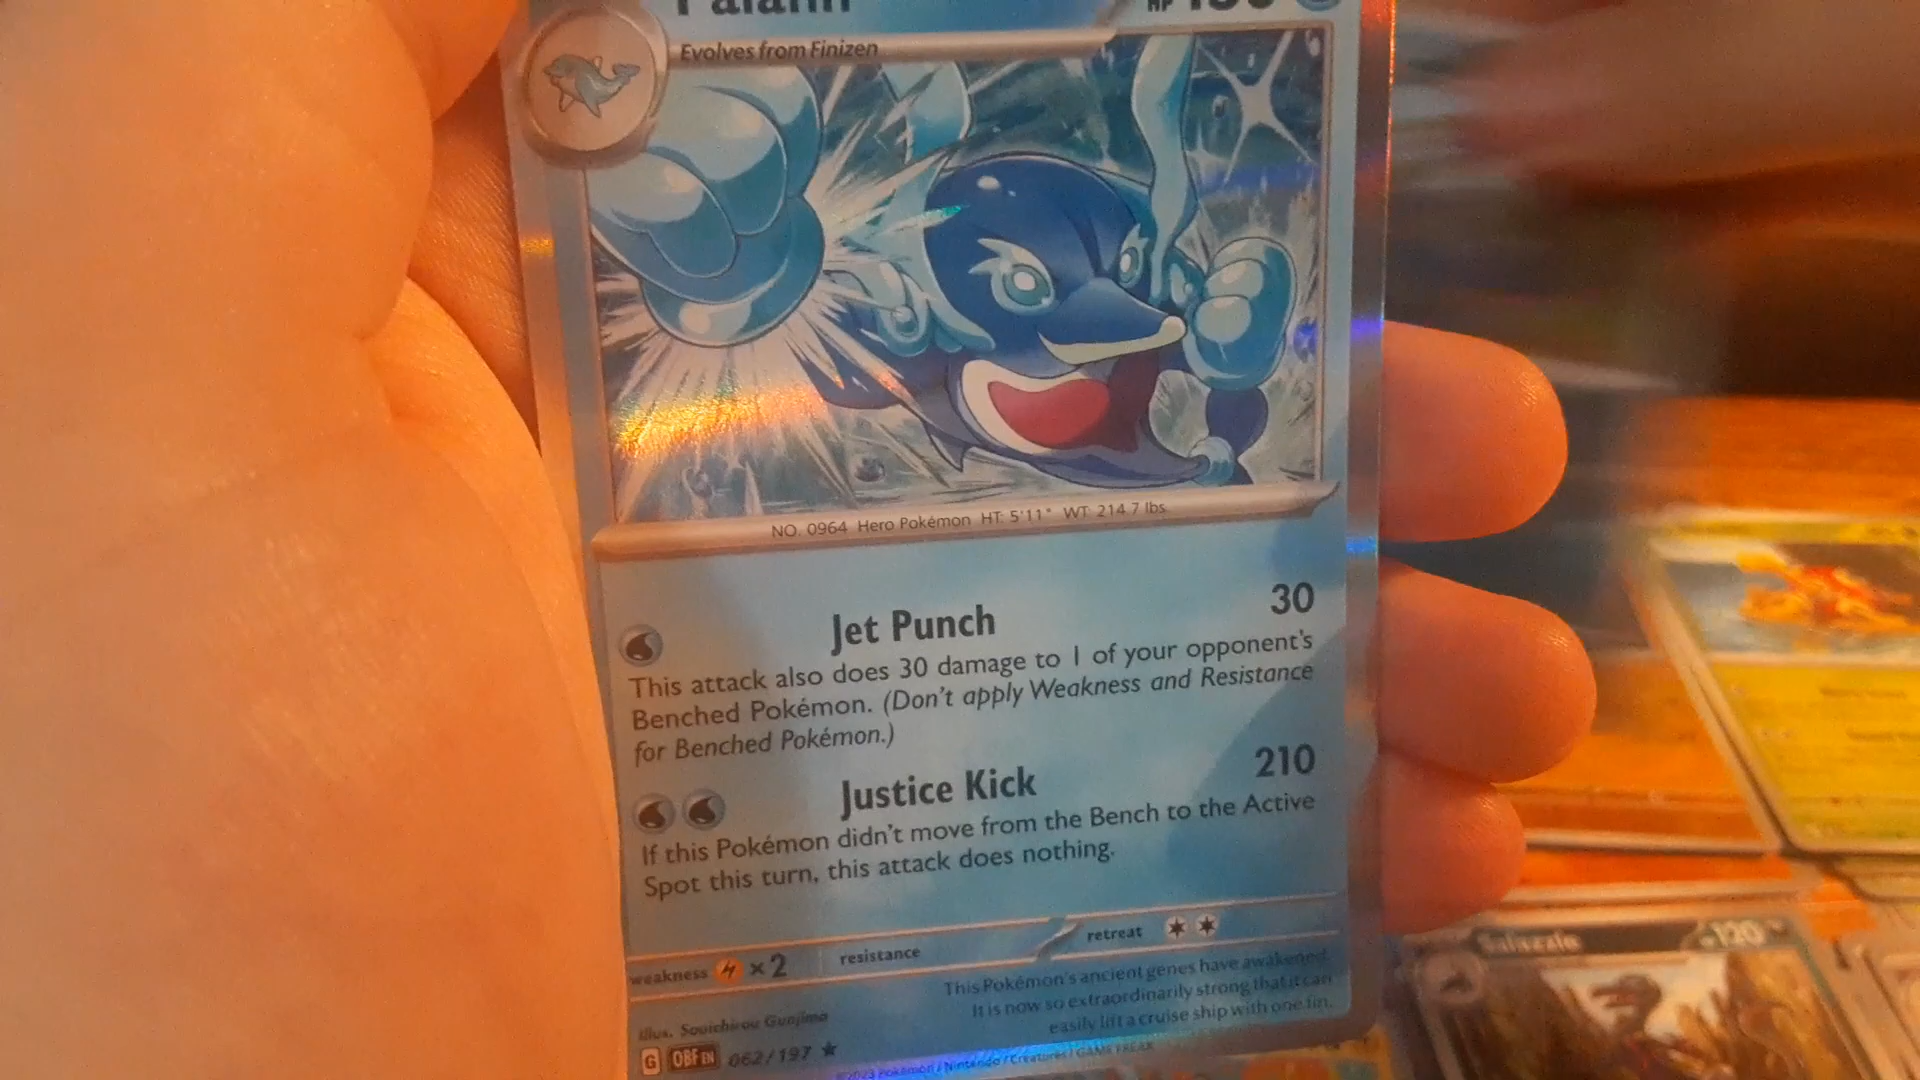 Palafin HP 150
Evolves from Finizen
NO. 0964 Hero Pokémon HT: 5'11" WT: 214.7 lbs.
Jet Punch 30
This attack also does 30 damage to 1 of your opponent's
Benched Pokémon. (Don't apply Weakness and Resistance
for Benched Pokémon.)
Justice Kick 210
If this Pokémon didn't move from the Bench to the Active
Spot this turn, this attack does nothing.
weakness ×2 resistance retreat
This Pokémon's ancient genes have awakened.
It is now so extraordinarily strong that it can
easily lift a cruise ship with one fin.
Illus. Souichirou Gunjima
G OBF EN 062/197 ★
©2023 Pokémon / Nintendo / Creatures / GAME FREAK
Salazzle 120